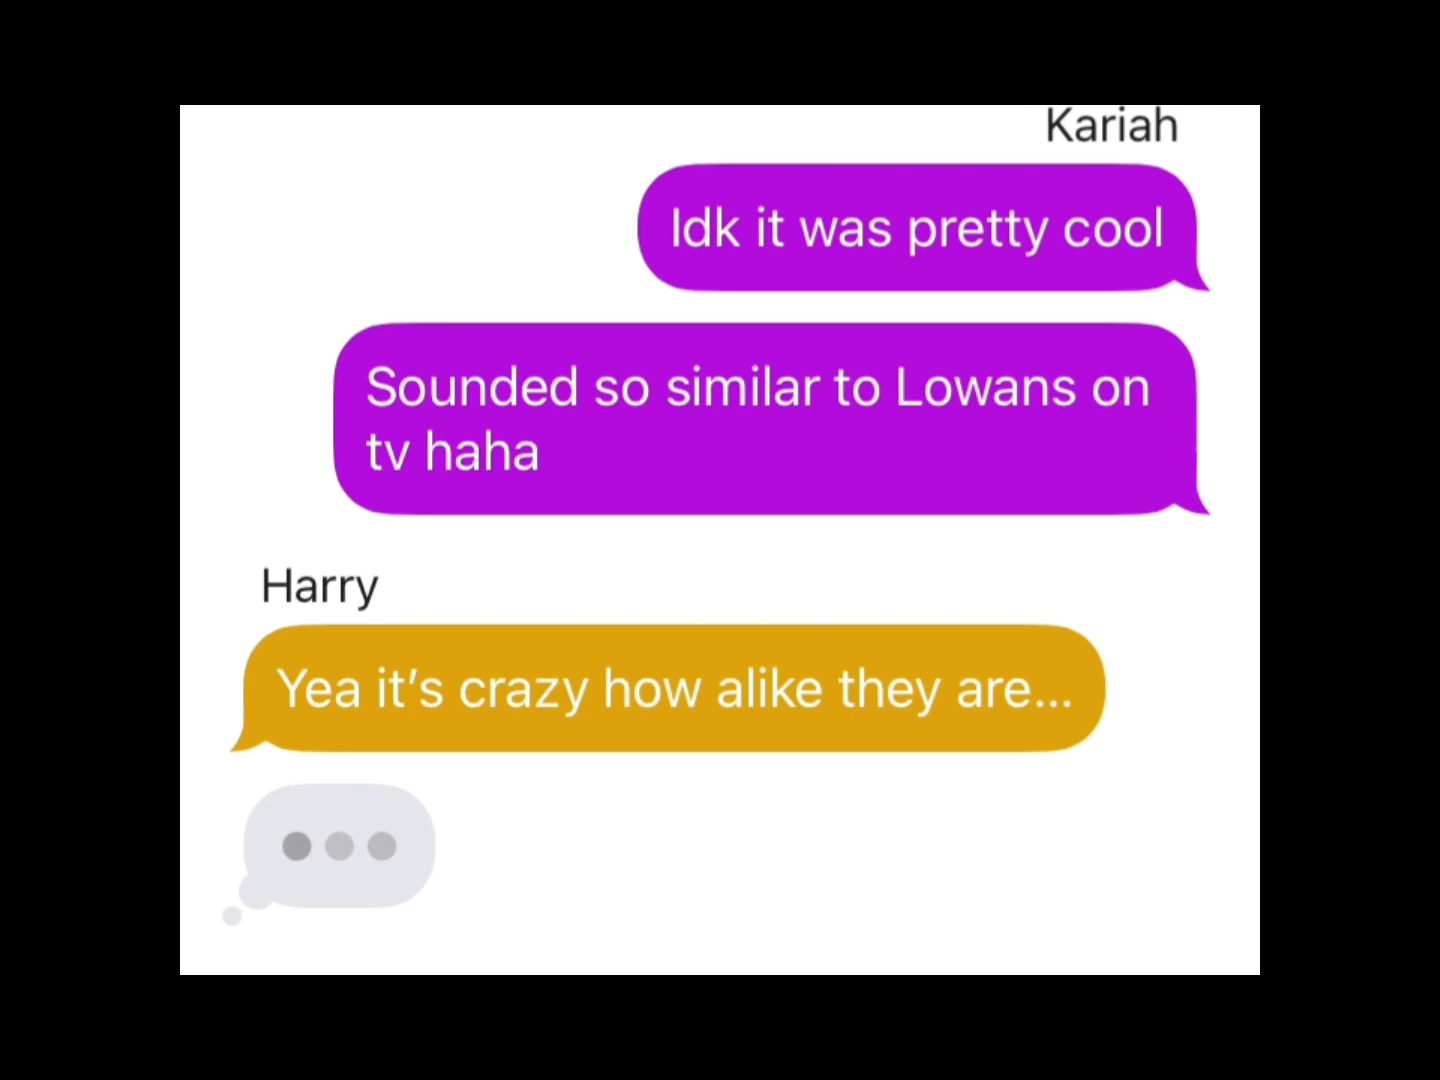 Kariah
Idk it was pretty cool
Sounded so similar to Lowans on
tv haha
Harry
Yea it’s crazy how alike they are...